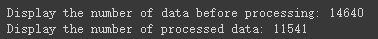 Display the number of data before processing: 14640
Display the number of processed data: 11541